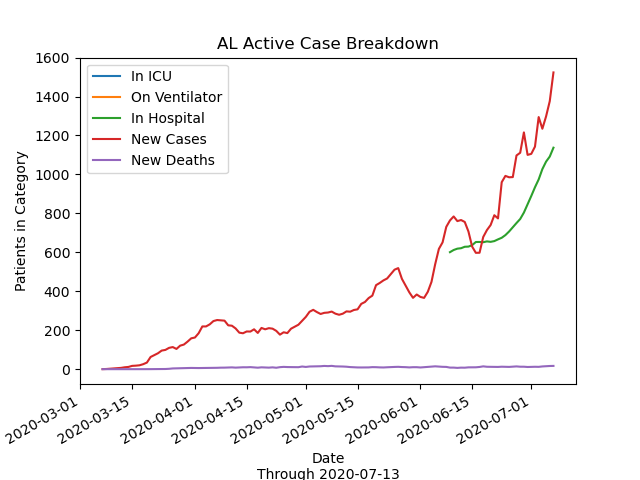 AL Active Case Breakdown
1600
1400
1200
1000
800
600
400
200
0
Patients in Category
In ICU
On Ventilator
In Hospital
New Cases
New Deaths
2020-03-01
2020-03-15
2020-04-01
2020-04-15
2020-05-01
2020-05-15
2020-06-01
2020-06-15
2020-07-01
Date
Through 2020-07-13